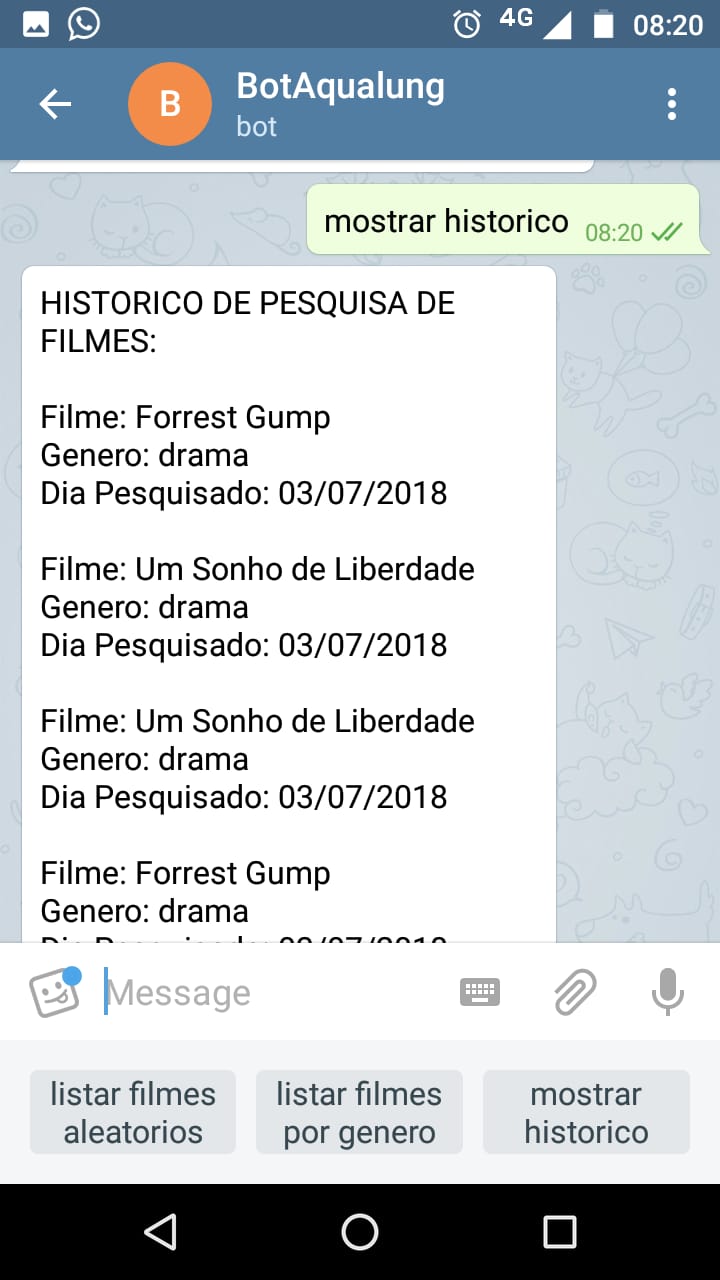 4G 08:20
B
BotAqualung
bot
mostrar historico 08:20
HISTORICO DE PESQUISA DE
FILMES:
Filme: Forrest Gump
Genero: drama
Dia Pesquisado: 03/07/2018
Filme: Um Sonho de Liberdade
Genero: drama
Dia Pesquisado: 03/07/2018
Filme: Um Sonho de Liberdade
Genero: drama
Dia Pesquisado: 03/07/2018
Filme: Forrest Gump
Genero: drama
Message
listar filmes
aleatorios
listar filmes
por genero
mostrar
historico